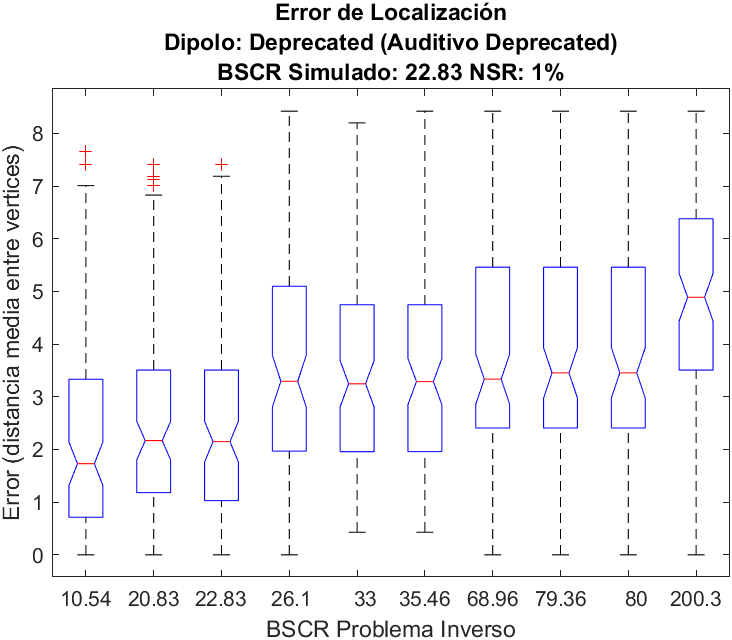 Error de Localización
Dipolo: Deprecated (Auditivo Deprecated)
BSCR Simulado: 22.83 NSR: 1%
Error (distancia media entre vertices)
8
7
6
5
4
3
2
1
0
10.54 20.83 22.83 26.1 33 35.46 68.96 79.36 80 200.3
BSCR Problema Inverso